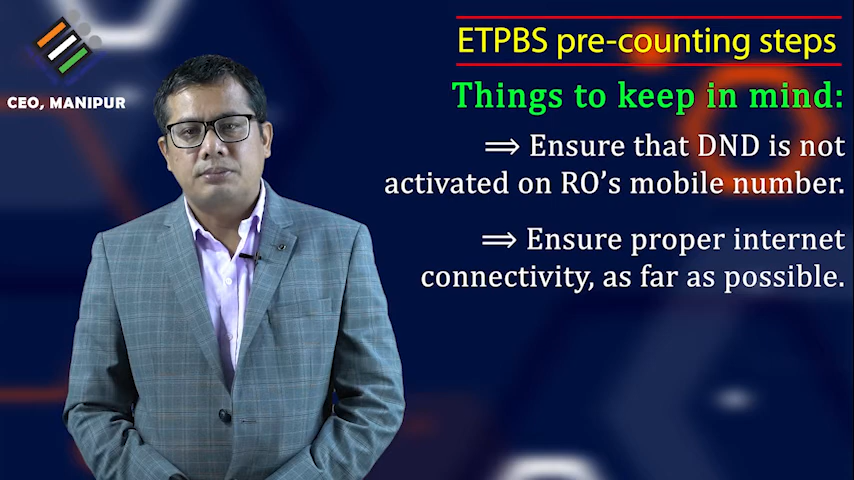 CEO, MANIPUR
ETPBS pre-counting steps
Things to keep in mind:
⟹ Ensure that DND is not
activated on RO’s mobile number.
⟹ Ensure proper internet
connectivity, as far as possible.